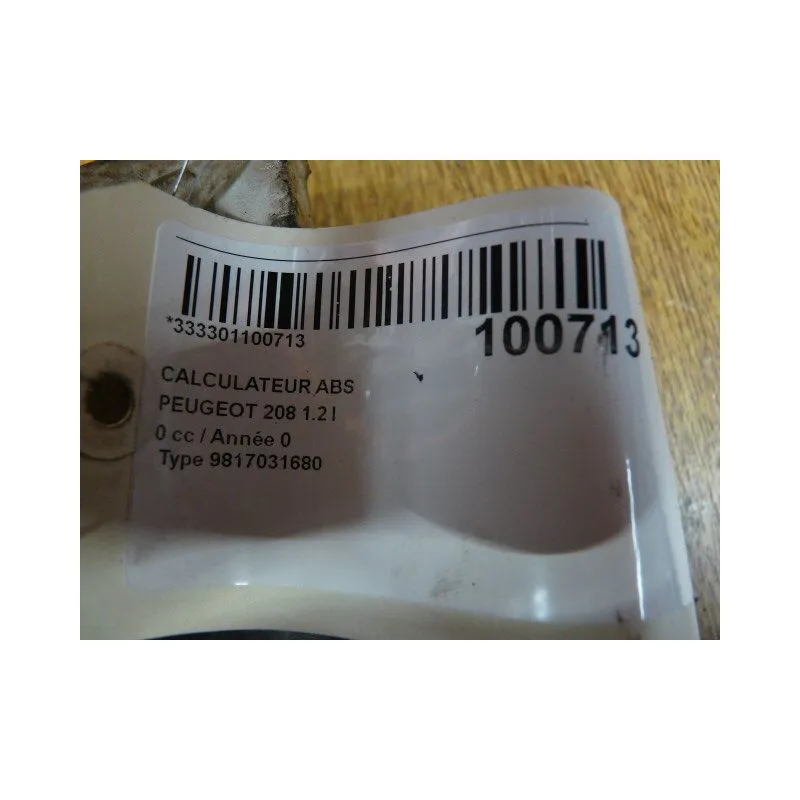 *333301100713
100713
CALCULATEUR ABS
PEUGEOT 208 1.2 I
0 cc / Année 0
Type 9817031680